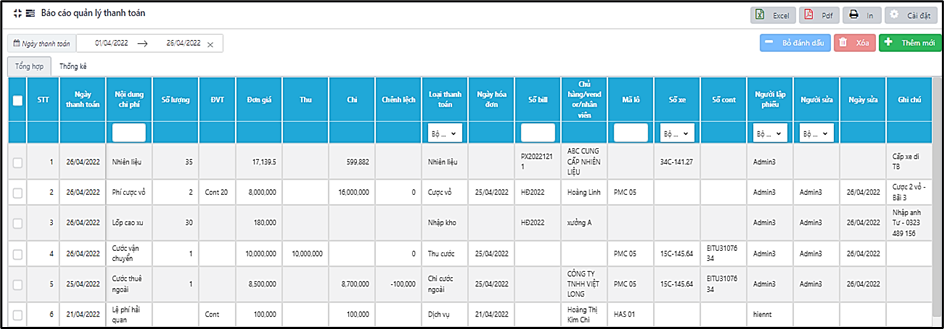 Báo cáo quản lý thanh toán Excel Pdf In Cài đặt
Ngày thanh toán 01/04/2022 → 26/04/2022 × Bỏ đánh dấu Xóa Thêm mới
Tổng hợp Thống kê
STT Ngày thanh toán Nội dung chi phí Số lượng ĐVT Đơn giá Thu Chi Chênh lệch Loại thanh toán Ngày hóa đơn Số bill Chủ hàng/vendor/nhân viên Mã lô Số xe Số cont Người lập phiếu Người sửa Ngày sửa Ghi chú
Bộ ... Bộ ... Bộ ... Bộ ...
1 26/04/2022 Nhiên liệu 35 17,139.5 599,882 Nhiên liệu PX20221211 ABC CUNG CẤP NHIÊN LIỆU 34C-141.27 Admin3 Cấp xe đi TB
2 26/04/2022 Phí cược vỏ 2 Cont 20 8,000,000 16,000,000 0 Cược vỏ 25/04/2022 HĐ2022 Hoàng Linh PMC 05 Admin3 Admin3 26/04/2022 Cược 2 vỏ - Bãi 3
3 26/04/2022 Lốp cao xu 30 180,000 Nhập kho HĐ2022 xưởng A Admin3 Admin3 26/04/2022 Nhập anh Tư - 0323 489 156
4 26/04/2022 Cước vận chuyển 1 10,000,000 10,000,000 0 Thu cước 25/04/2022 PMC 05 15C-145.64 EITU3107634 Admin3 Admin3 26/04/2022
5 25/04/2022 Cước thuê ngoài 1 8,500,000 8,700,000 -100,000 Chi cước ngoài 25/04/2022 CÔNG TY TNHH VIỆT LONG PMC 05 15C-145.64 EITU3107634 Admin3 Admin3 26/04/2022
6 21/04/2022 Lệ phí hải quan Cont 100,000 100,000 Dịch vụ 21/04/2022 Hoàng Thị Kim Chi HAS 01 hiennt